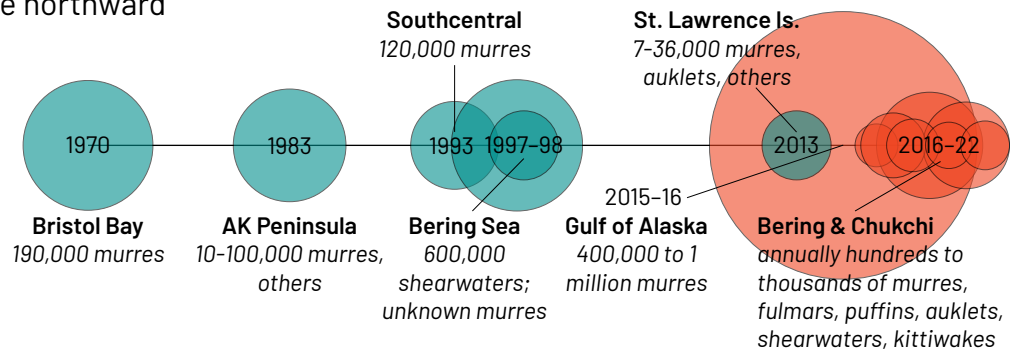 e northward
Southcentral
120,000 murres
St. Lawrence Is.
7-36,000 murres,
auklets, others
1970
1983
1993
1997–98
2013
2016–22
2015–16
Bristol Bay
190,000 murres
AK Peninsula
10-100,000 murres,
others
Bering Sea
600,000
shearwaters;
unknown murres
Gulf of Alaska
400,000 to 1
million murres
Bering & Chukchi
annually hundreds to
thousands of murres,
fulmars, puffins, auklets,
shearwaters, kittiwakes